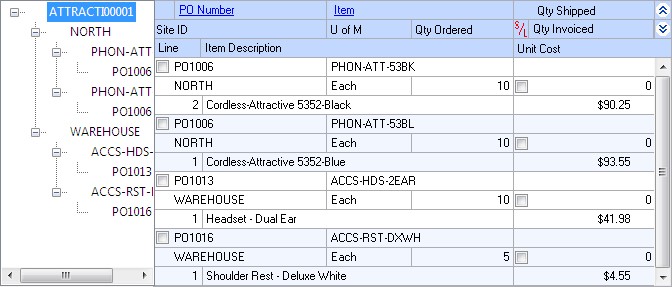 ATTRACTI00001
NORTH
PHON-ATT
PO1006
PHON-ATT
PO1006
WAREHOUSE
ACCS-HDS-
PO1013
ACCS-RST-I
PO1016
PO Number Item Qty Shipped
Site ID U of M Qty Ordered S/L Qty Invoiced
Line Item Description Unit Cost
PO1006 PHON-ATT-53BK
NORTH Each 10 0
2 Cordless-Attractive 5352-Black $90.25
PO1006 PHON-ATT-53BL
NORTH Each 10 0
1 Cordless-Attractive 5352-Blue $93.55
PO1013 ACCS-HDS-2EAR
WAREHOUSE Each 10 0
1 Headset - Dual Ear $41.98
PO1016 ACCS-RST-DXWH
WAREHOUSE Each 5 0
1 Shoulder Rest - Deluxe White $4.55